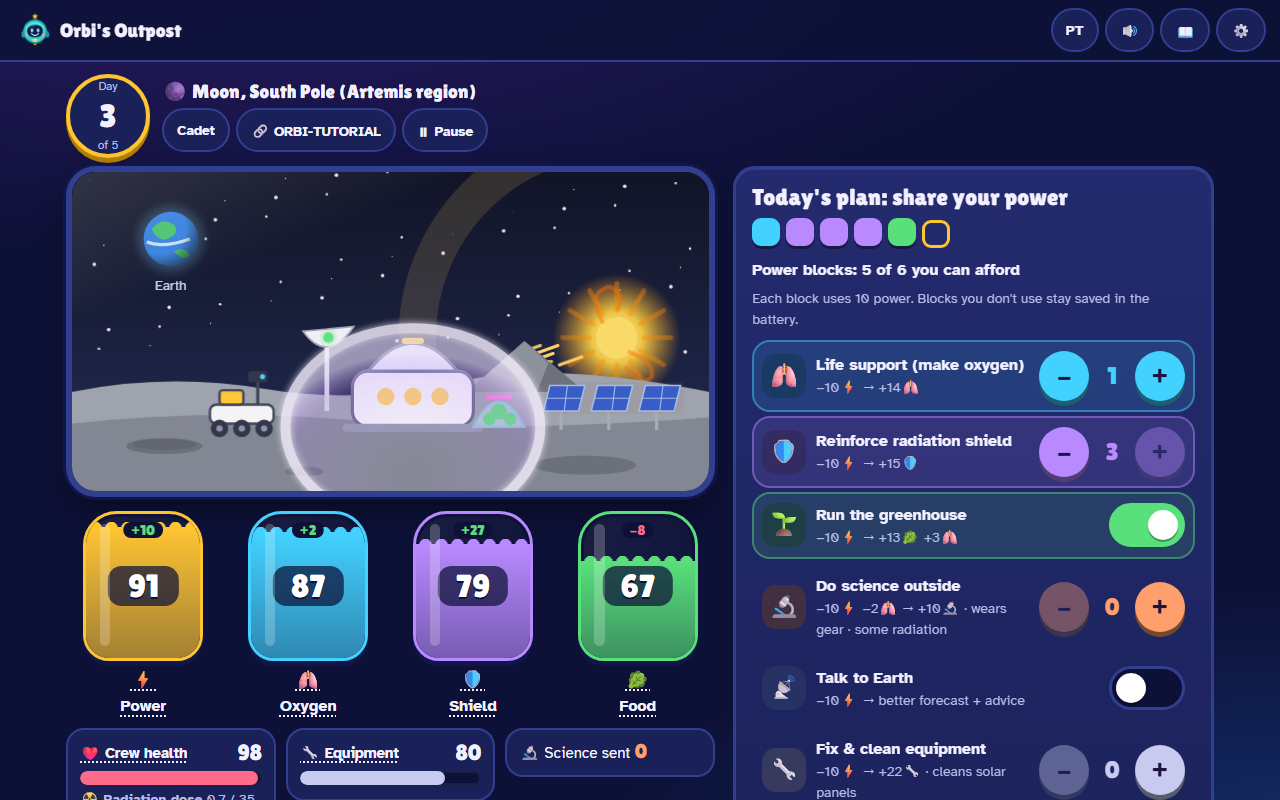 Orbi's Outpost
PT
Day
3
of 5
Moon, South Pole (Artemis region)
Cadet
ORBI-TUTORIAL
Pause
Earth
+10
91
Power
+2
87
Oxygen
+27
79
Shield
-8
67
Food
Crew health 98
Radiation dose 0.7 / 35
Equipment 80
Science sent 0
Today's plan: share your power
Power blocks: 5 of 6 you can afford
Each block uses 10 power. Blocks you don't use stay saved in the
battery.
Life support (make oxygen)
−10 → +14
– 1 +
Reinforce radiation shield
−10 → +15
– 3 +
Run the greenhouse
−10 → +13 +3
Do science outside
−10 −2 → +10 · wears
gear · some radiation
– 0 +
Talk to Earth
−10 → better forecast + advice
Fix & clean equipment
−10 → +22 · cleans solar
panels
– 0 +